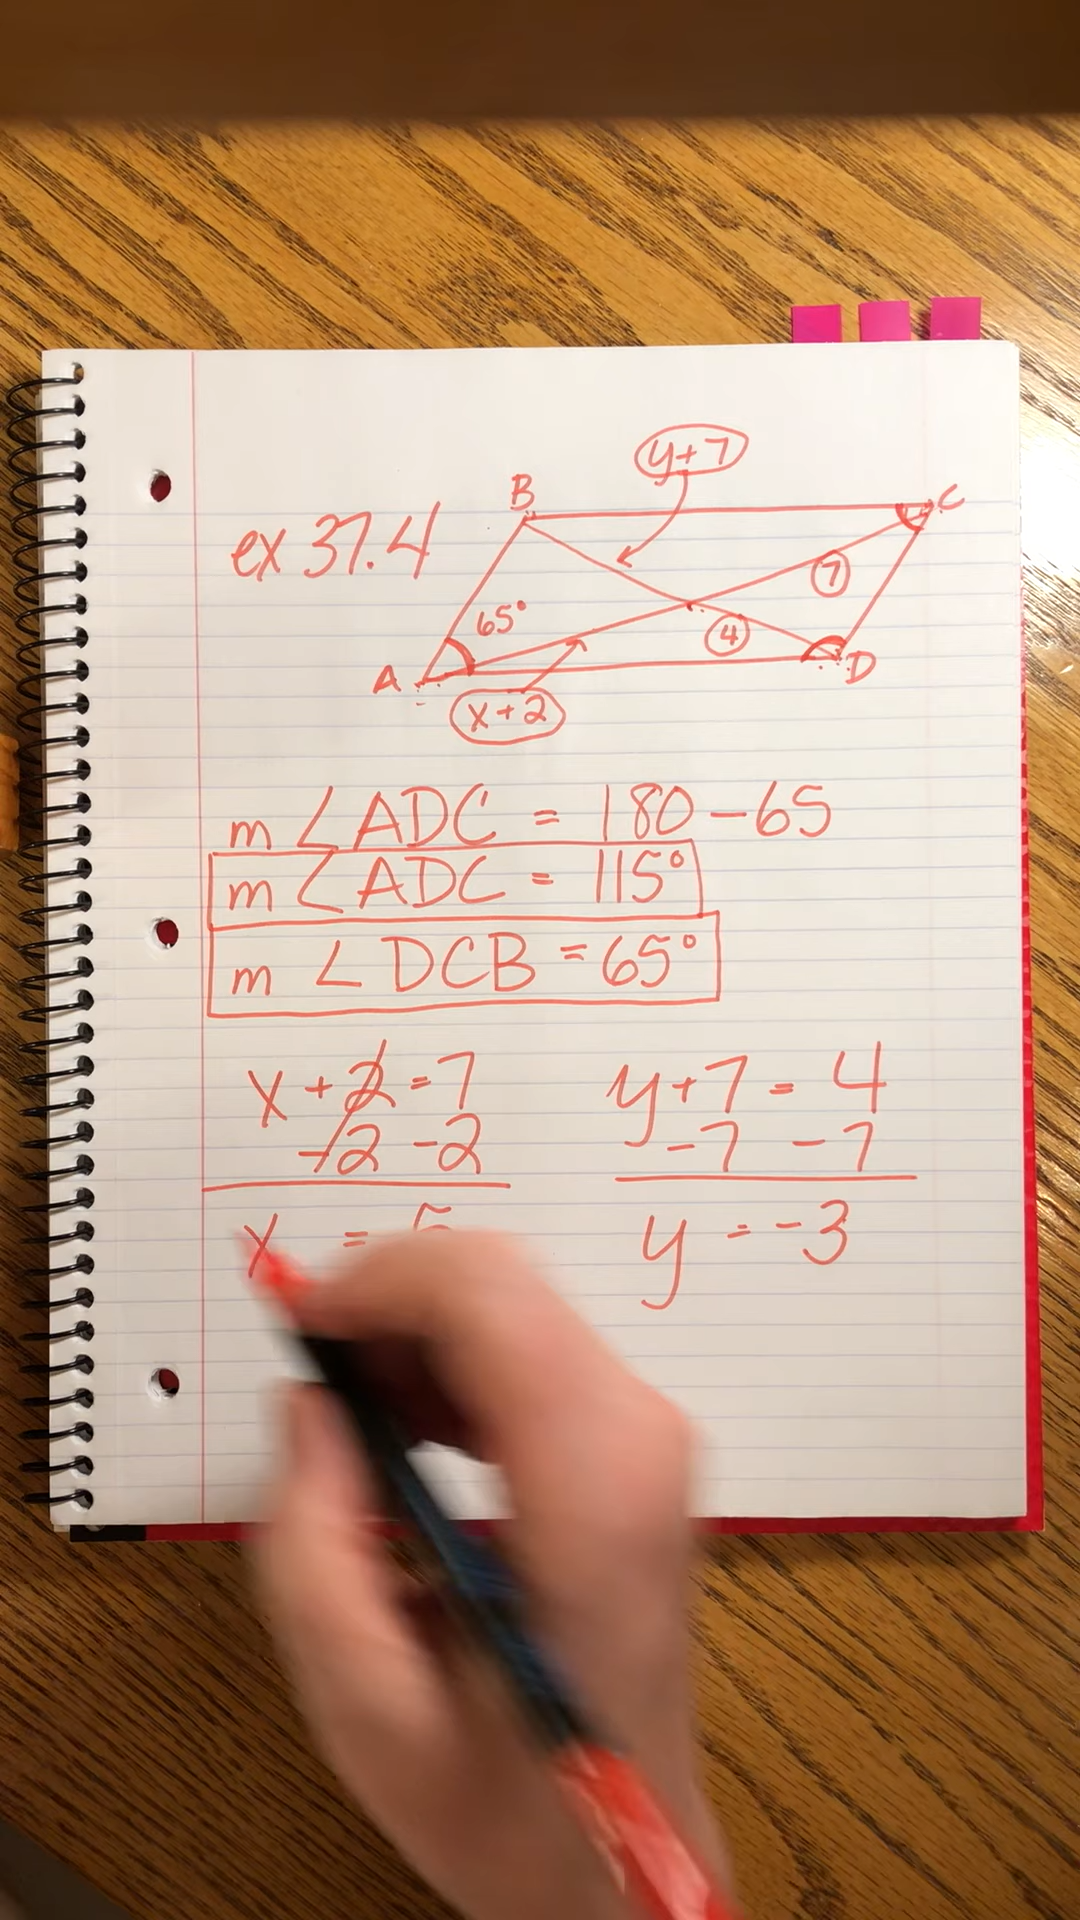 y+7
B
C
ex 37.4
7
65°
4
A
D
x+2
m ∠ADC = 180-65
m ∠ADC = 115°
m ∠DCB = 65°
x+2=7 y+7=4
-2 -2 -7 -7
x = 5 y = -3